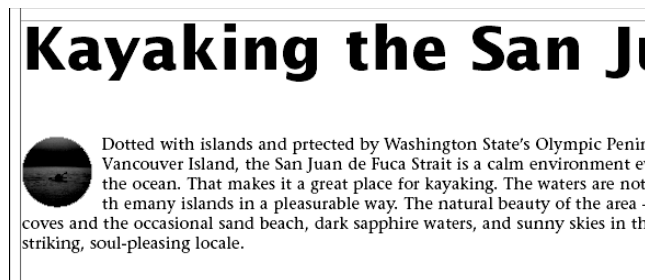 Kayaking the San Ju
Dotted with islands and prtected by Washington State’s Olympic Penin
Vancouver Island, the San Juan de Fuca Strait is a calm environment e
the ocean. That makes it a great place for kayaking. The waters are not
th emany islands in a pleasurable way. The natural beauty of the area -
coves and the occasional sand beach, dark sapphire waters, and sunny skies in th
striking, soul-pleasing locale.